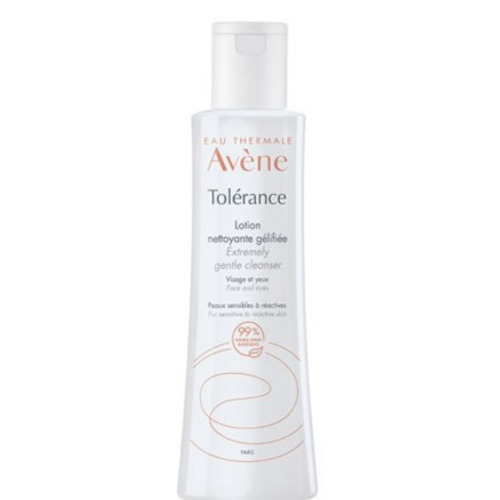 EAU THERMALE
Avène
Tolérance
Lotion
nettoyante gélifiée
Extremely
gentle cleanser
Visage et yeux
Face and eyes
Peaux sensibles à réactives
For sensitive to reactive skin
99%
PARIS